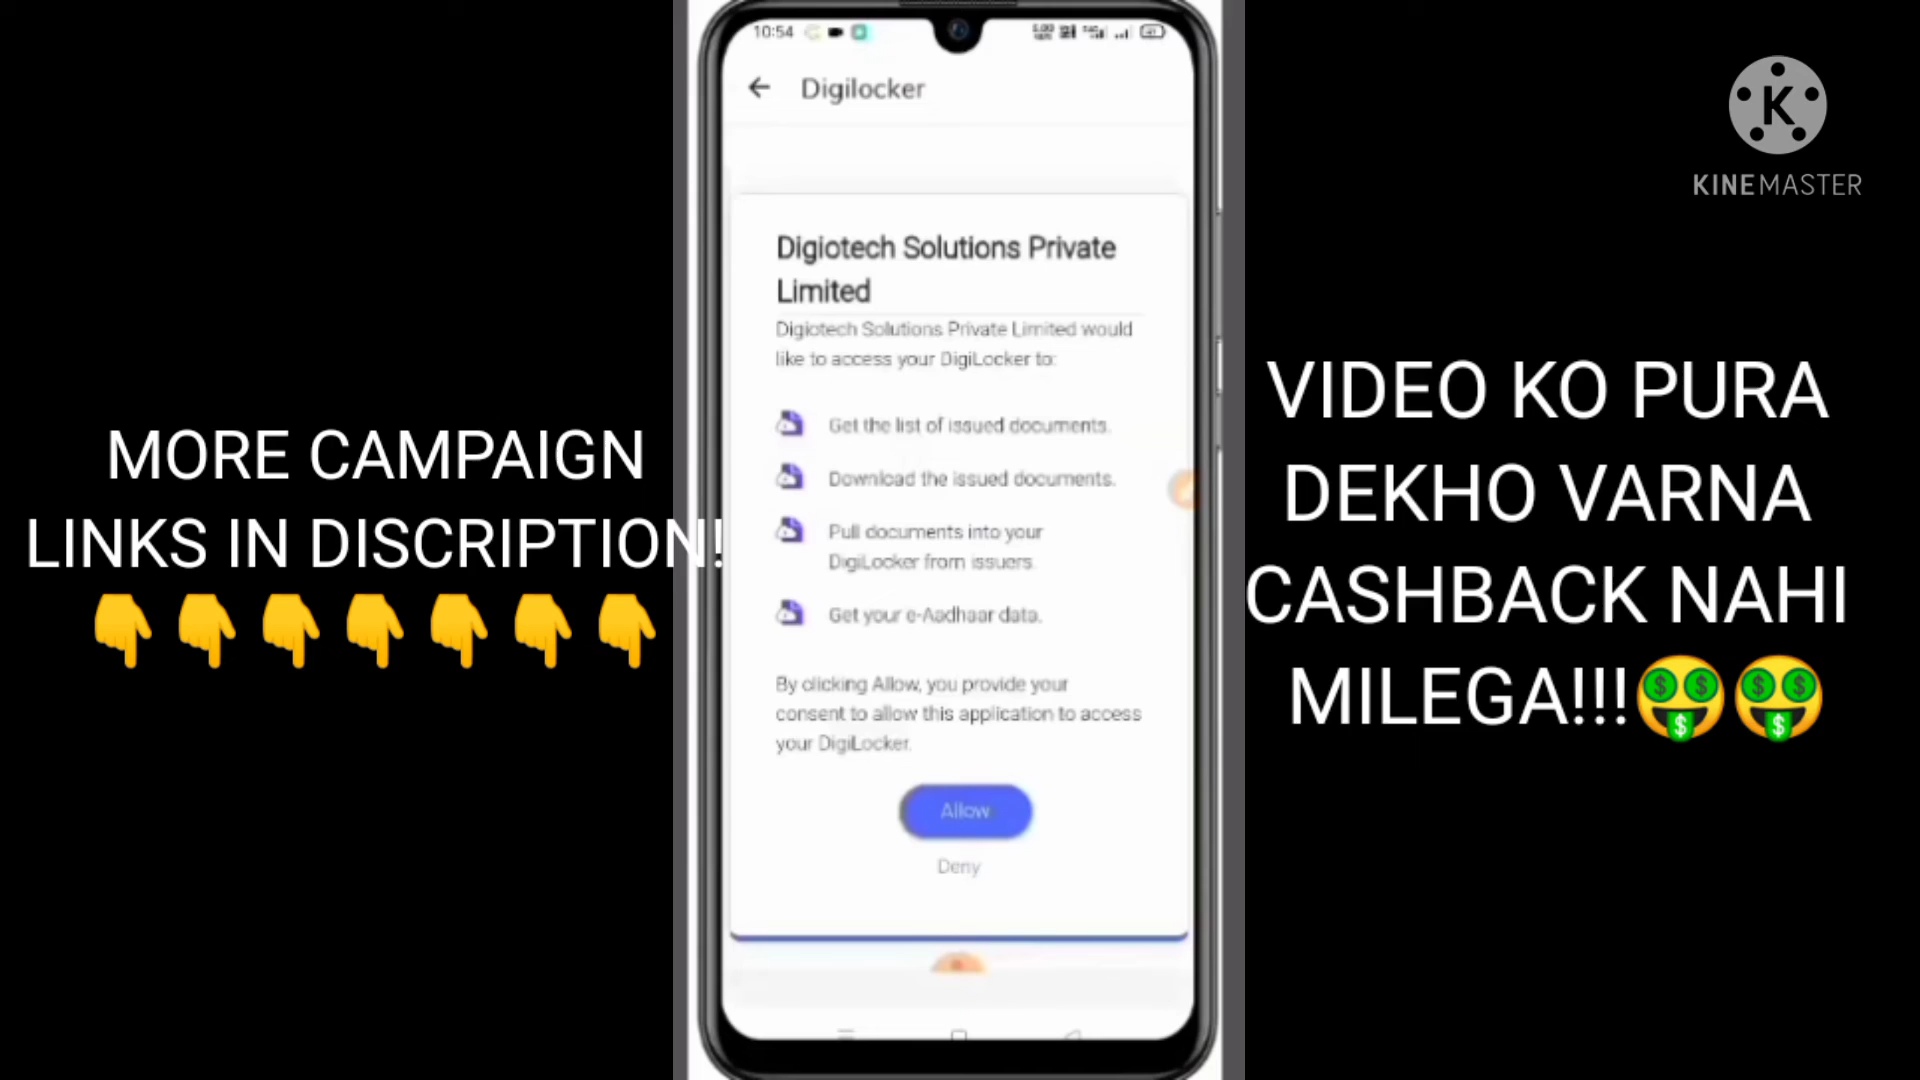 10:54
Digilocker
KINEMASTER
Digiotech Solutions Private
Limited
Digiotech Solutions Private Limited would
like to access your DigiLocker to:
Get the list of issued documents.
Download the issued documents.
Pull documents into your
DigiLocker from issuers.
Get your e-Aadhaar data.
By clicking Allow, you provide your
consent to allow this application to access
your DigiLocker.
Allow
Deny
MORE CAMPAIGN
LINKS IN DISCRIPTION!
👇👇👇👇👇👇👇
VIDEO KO PURA
DEKHO VARNA
CASHBACK NAHI
MILEGA!!!🤑🤑